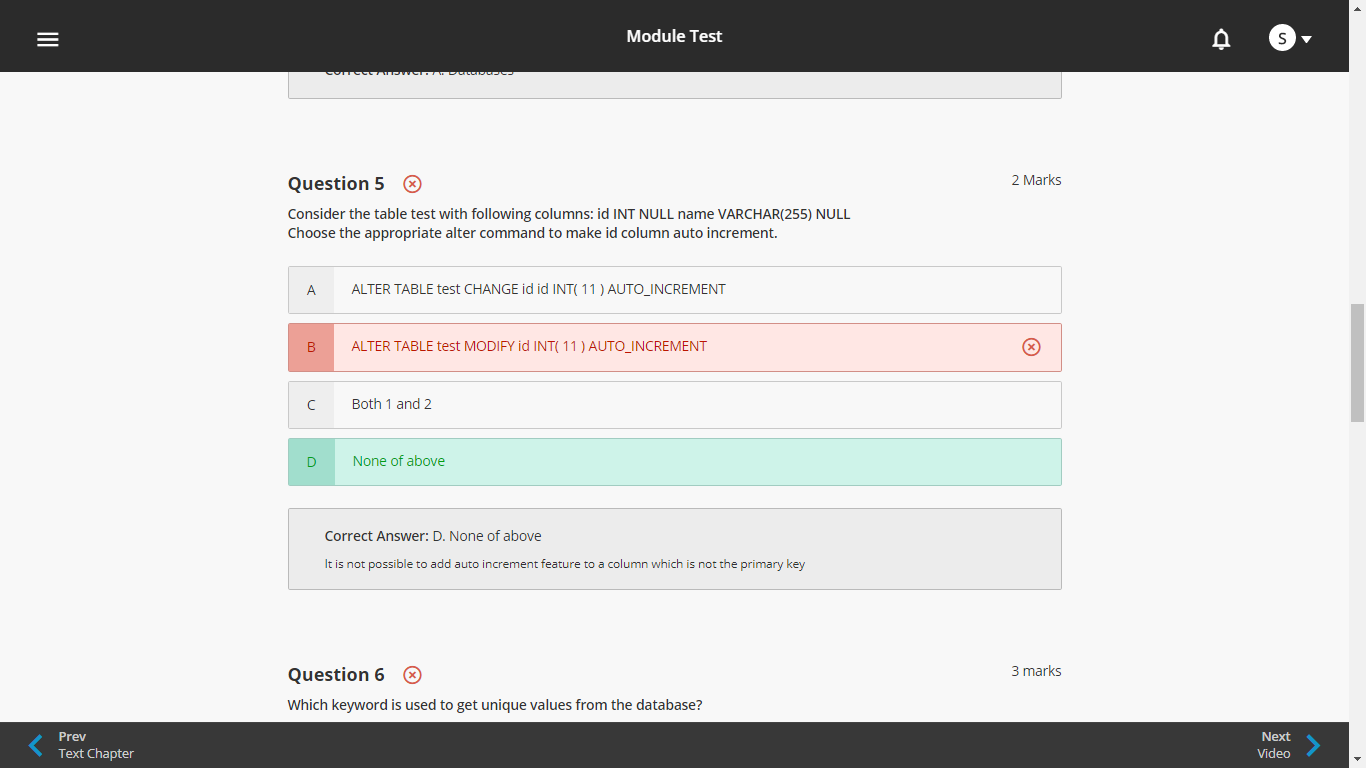 Module Test
S
Correct Answer: A. Databases
Question 5
2 Marks
Consider the table test with following columns: id INT NULL name VARCHAR(255) NULL
Choose the appropriate alter command to make id column auto increment.
A ALTER TABLE test CHANGE id id INT( 11 ) AUTO_INCREMENT
B ALTER TABLE test MODIFY id INT( 11 ) AUTO_INCREMENT
C Both 1 and 2
D None of above
Correct Answer: D. None of above
It is not possible to add auto increment feature to a column which is not the primary key
Question 6
3 marks
Which keyword is used to get unique values from the database?
Prev
Text Chapter
Next
Video